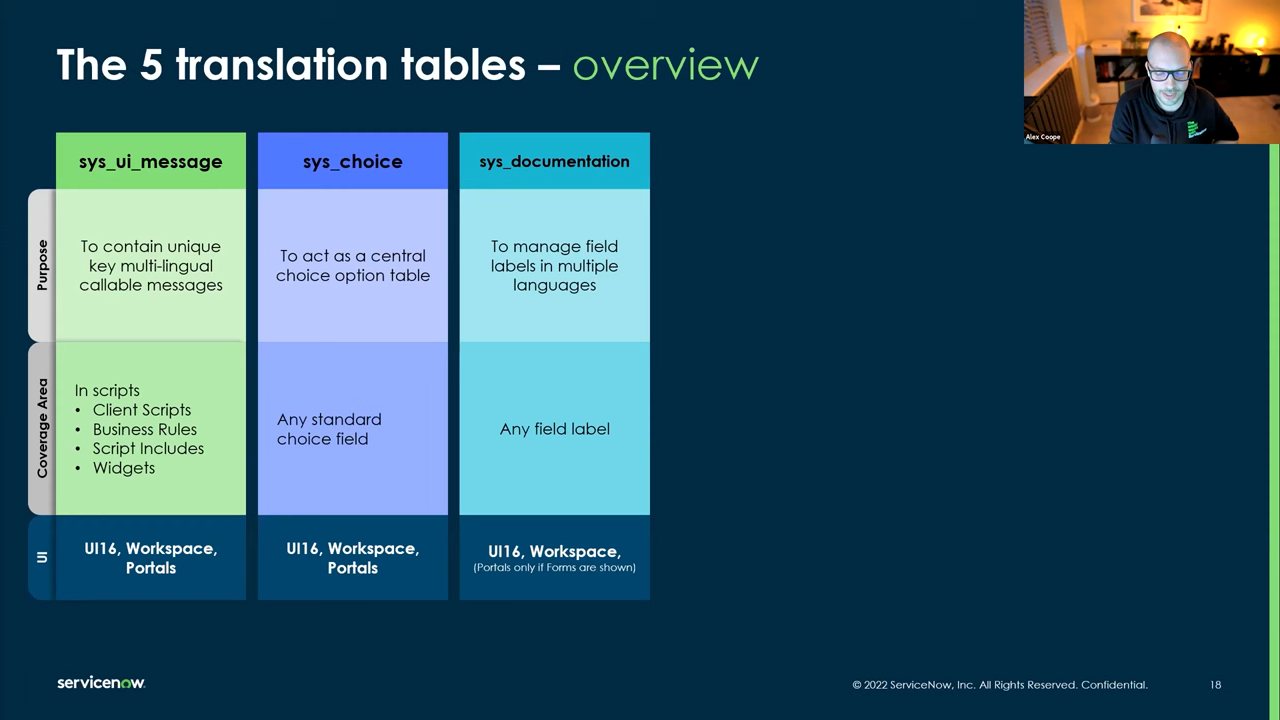 The 5 translation tables – overview
Alex Coope
sys_ui_message
sys_choice
sys_documentation
Purpose
To contain unique
key multi-lingual
callable messages
To act as a central
choice option table
To manage field
labels in multiple
languages
Coverage Area
In scripts
• Client Scripts
• Business Rules
• Script Includes
• Widgets
Any standard
choice field
Any field label
UI
UI16, Workspace,
Portals
UI16, Workspace,
Portals
UI16, Workspace,
(Portals only if Forms are shown)
servicenow.
© 2022 ServiceNow, Inc. All Rights Reserved. Confidential.
18